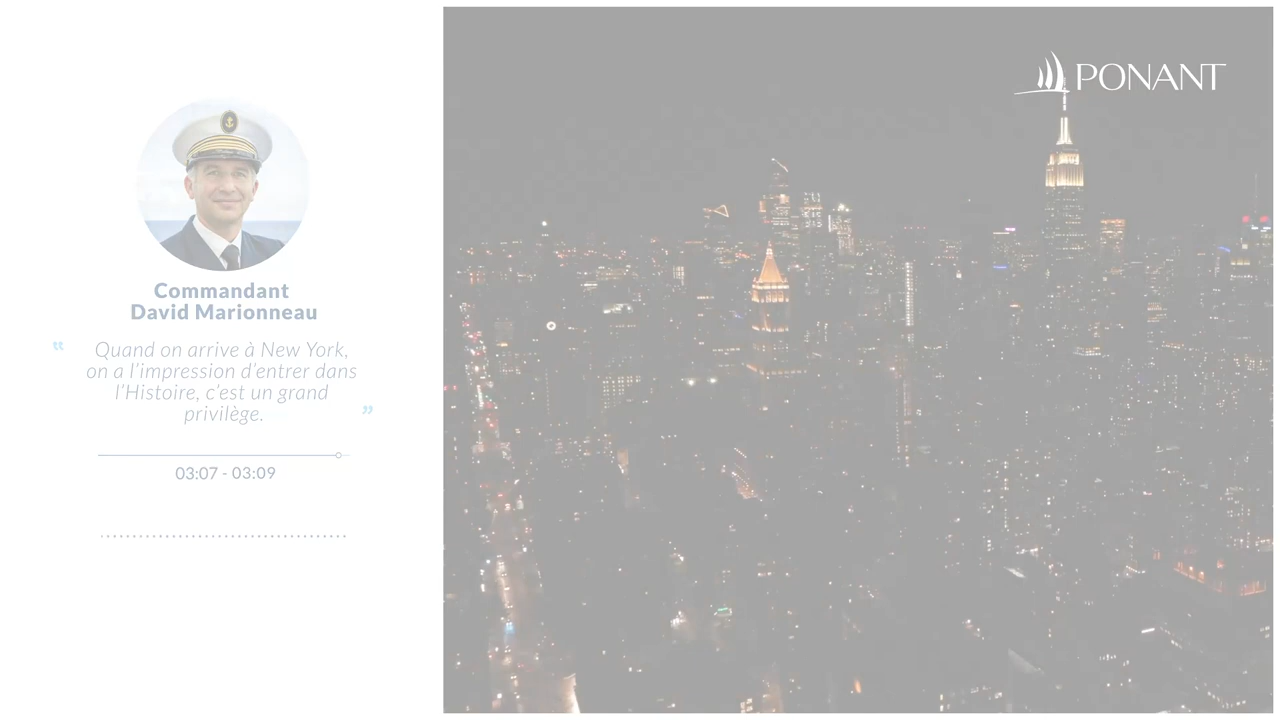 PONANT
Commandant
David Marionneau
“ Quand on arrive à New York,
on a l’impression d’entrer dans
l’Histoire, c’est un grand
privilège. ”
03:07 - 03:09